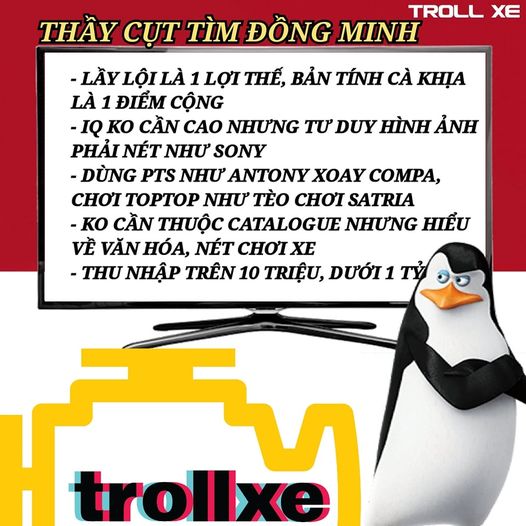 TROLL XE
THẦY CỤT TÌM ĐỒNG MINH
- LẦY LỘI LÀ 1 LỢI THẾ, BẢN TÍNH CÀ KHỊA
LÀ 1 ĐIỂM CỘNG
- IQ KO CẦN CAO NHƯNG TƯ DUY HÌNH ẢNH
PHẢI NÉT NHƯ SONY
- DÙNG PTS NHƯ ANTONY XOAY COMPA,
CHƠI TOPTOP NHƯ TÈO CHƠI SATRIA
- KO CẦN THUỘC CATALOGUE NHƯNG HIỂU
VỀ VĂN HÓA, NÉT CHƠI XE
- THU NHẬP TRÊN 10 TRIỆU, DƯỚI 1 TỶ
trollxe